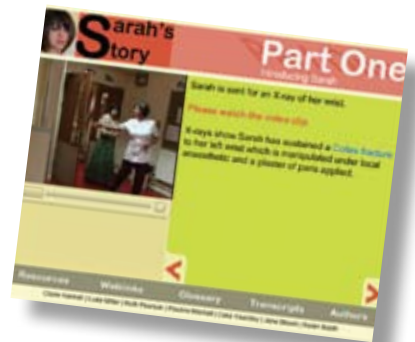 Sarah's
Story
Part One
Introducing Sarah
Sarah is sent for an X-ray of her wrist.
Please watch the video clip
X-rays show Sarah has sustained a Colles fracture
to her left wrist which is manipulated under local
anaesthetic and a plaster of paris applied.
< >
Resources Weblinks Glossary Transcripts Authors